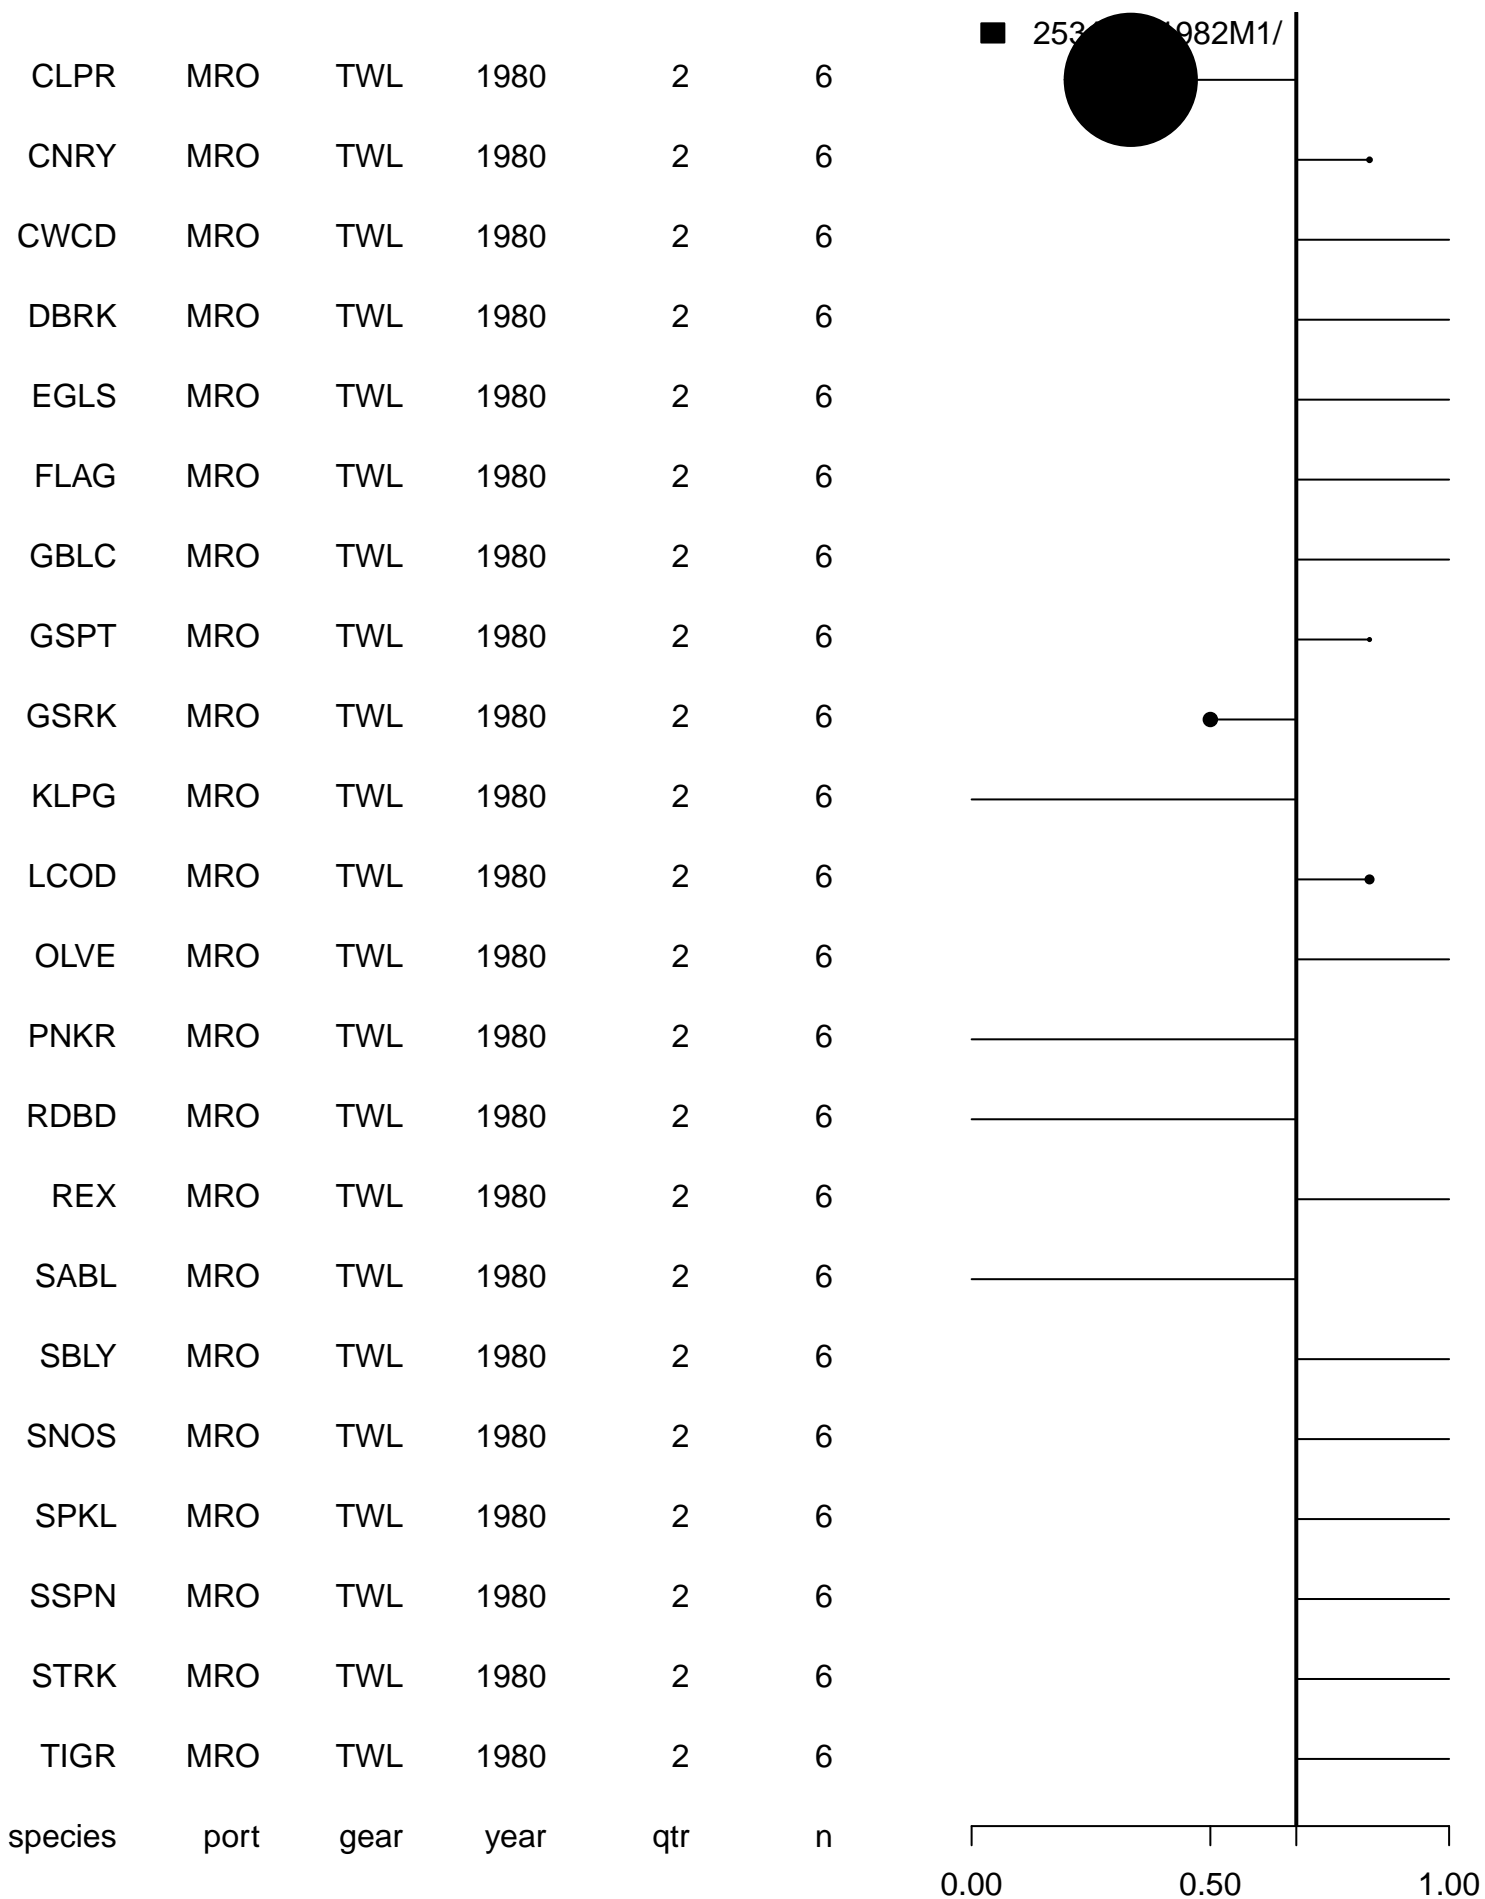 253 982M1/
CLPR MRO TWL 1980 2 6
CNRY MRO TWL 1980 2 6
CWCD MRO TWL 1980 2 6
DBRK MRO TWL 1980 2 6
EGLS MRO TWL 1980 2 6
FLAG MRO TWL 1980 2 6
GBLC MRO TWL 1980 2 6
GSPT MRO TWL 1980 2 6
GSRK MRO TWL 1980 2 6
KLPG MRO TWL 1980 2 6
LCOD MRO TWL 1980 2 6
OLVE MRO TWL 1980 2 6
PNKR MRO TWL 1980 2 6
RDBD MRO TWL 1980 2 6
REX MRO TWL 1980 2 6
SABL MRO TWL 1980 2 6
SBLY MRO TWL 1980 2 6
SNOS MRO TWL 1980 2 6
SPKL MRO TWL 1980 2 6
SSPN MRO TWL 1980 2 6
STRK MRO TWL 1980 2 6
TIGR MRO TWL 1980 2 6
species port gear year qtr n
0.00 0.50 1.00